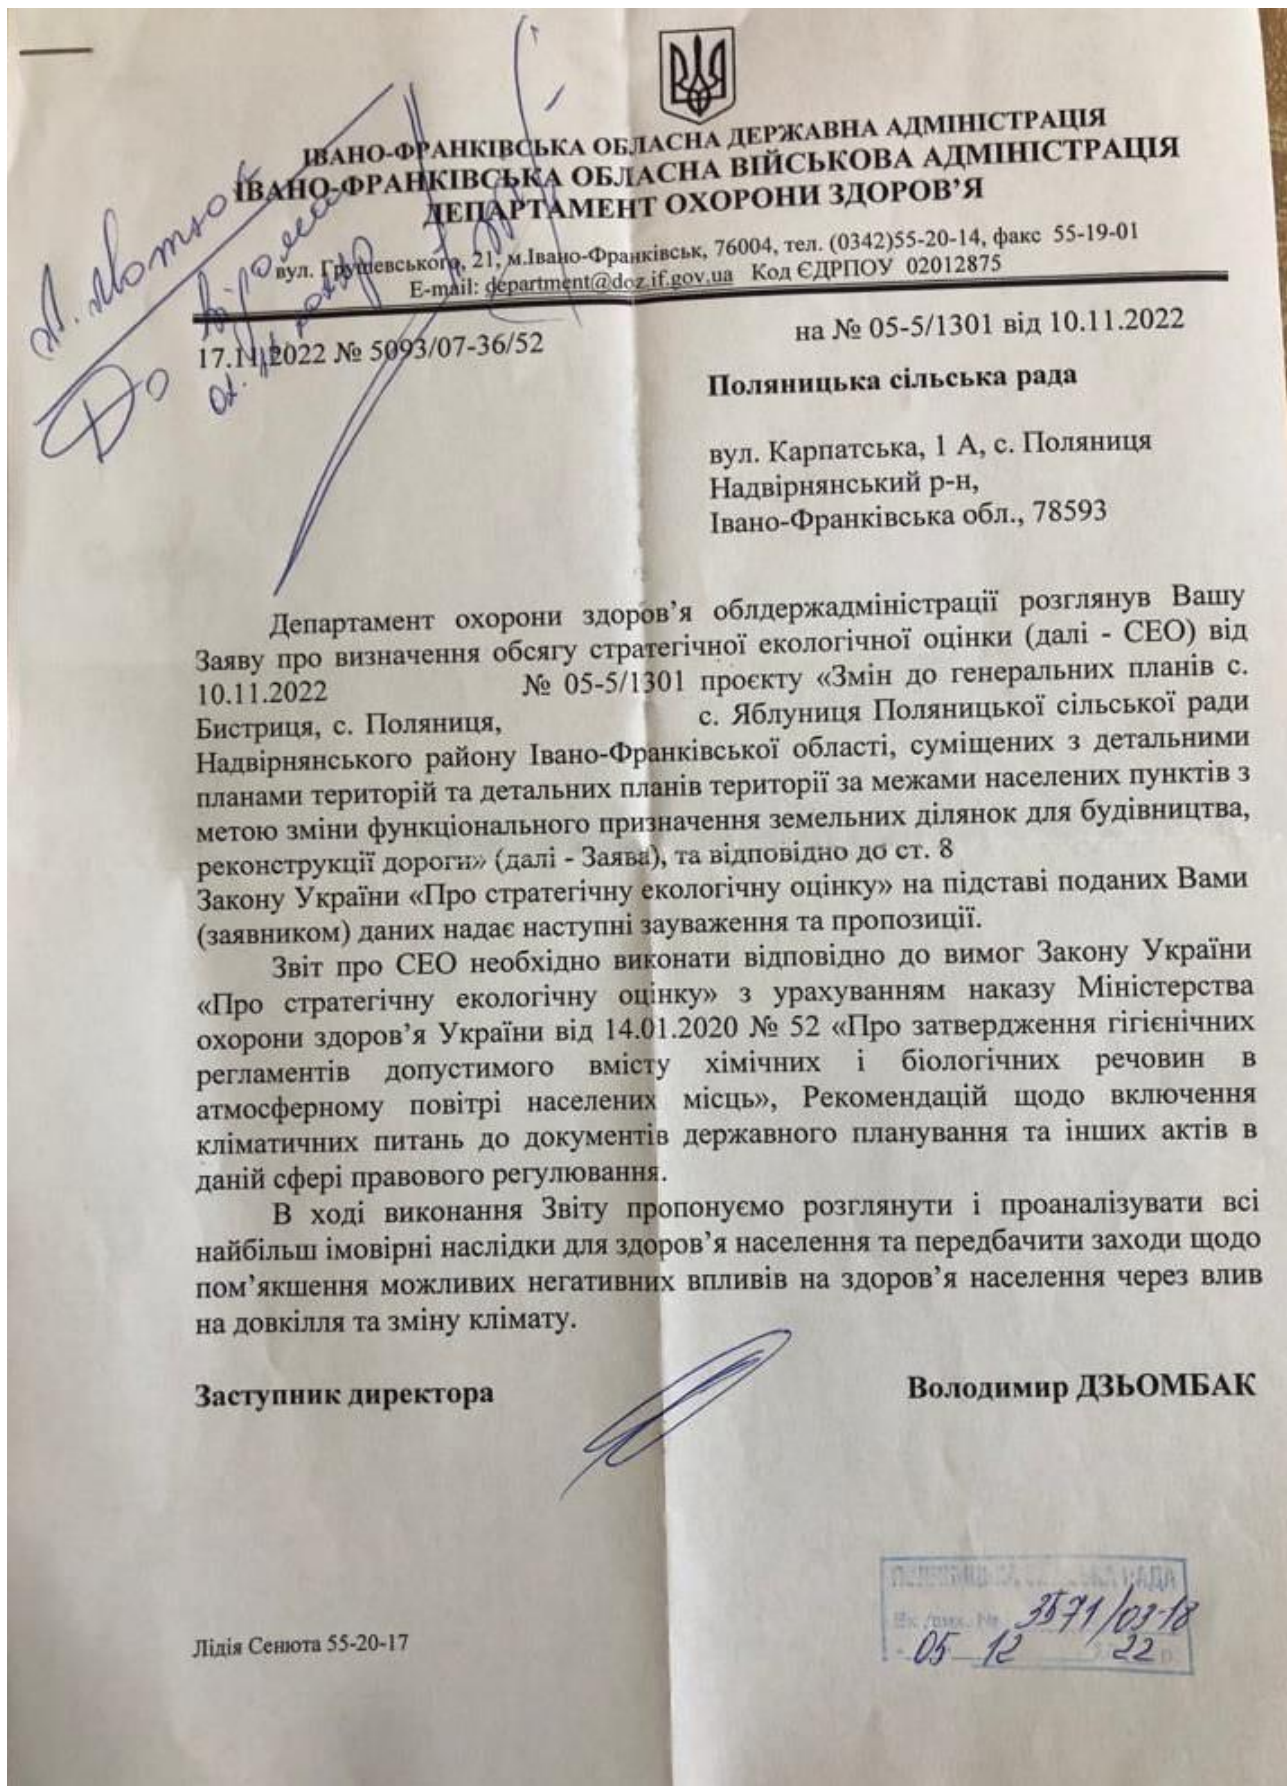 ІВАНО-ФРАНКІВСЬКА ОБЛАСНА ДЕРЖАВНА АДМІНІСТРАЦІЯ
ІВАНО-ФРАНКІВСЬКА ОБЛАСНА ВІЙСЬКОВА АДМІНІСТРАЦІЯ
ДЕПАРТАМЕНТ ОХОРОНИ ЗДОРОВ’Я
вул. Грушевського, 21, м.Івано-Франківськ, 76004, тел. (0342)55-20-14, факс 55-19-01
E-mail: department@doz.if.gov.ua Код ЄДРПОУ 02012875
До
17.11.2022 № 5093/07-36/52
на № 05-5/1301 від 10.11.2022
Поляницька сільська рада
вул. Карпатська, 1 А, с. Поляниця
Надвірнянський р-н,
Івано-Франківська обл., 78593
Департамент охорони здоров’я облдержадміністрації розглянув Вашу
Заяву про визначення обсягу стратегічної екологічної оцінки (далі - СЕО) від
10.11.2022 № 05-5/1301 проєкту «Змін до генеральних планів с.
Бистриця, с. Поляниця, с. Яблуниця Поляницької сільської ради
Надвірнянського району Івано-Франківської області, суміщених з детальними
планами територій та детальних планів території за межами населених пунктів з
метою зміни функціонального призначення земельних ділянок для будівництва,
реконструкції дороги» (далі - Заява), та відповідно до ст. 8
Закону України «Про стратегічну екологічну оцінку» на підставі поданих Вами
(заявником) даних надає наступні зауваження та пропозиції.
Звіт про СЕО необхідно виконати відповідно до вимог Закону України
«Про стратегічну екологічну оцінку» з урахуванням наказу Міністерства
охорони здоров’я України від 14.01.2020 № 52 «Про затвердження гігієнічних
регламентів допустимого вмісту хімічних і біологічних речовин в
атмосферному повітрі населених місць», Рекомендацій щодо включення
кліматичних питань до документів державного планування та інших актів в
даній сфері правового регулювання.
В ході виконання Звіту пропонуємо розглянути і проаналізувати всі
найбільш імовірні наслідки для здоров’я населення та передбачити заходи щодо
пом’якшення можливих негативних впливів на здоров’я населення через влив
на довкілля та зміну клімату.
Заступник директора Володимир ДЗЬОМБАК
3571/03-18
05 12 22 р.
Лідія Сенюта 55-20-17